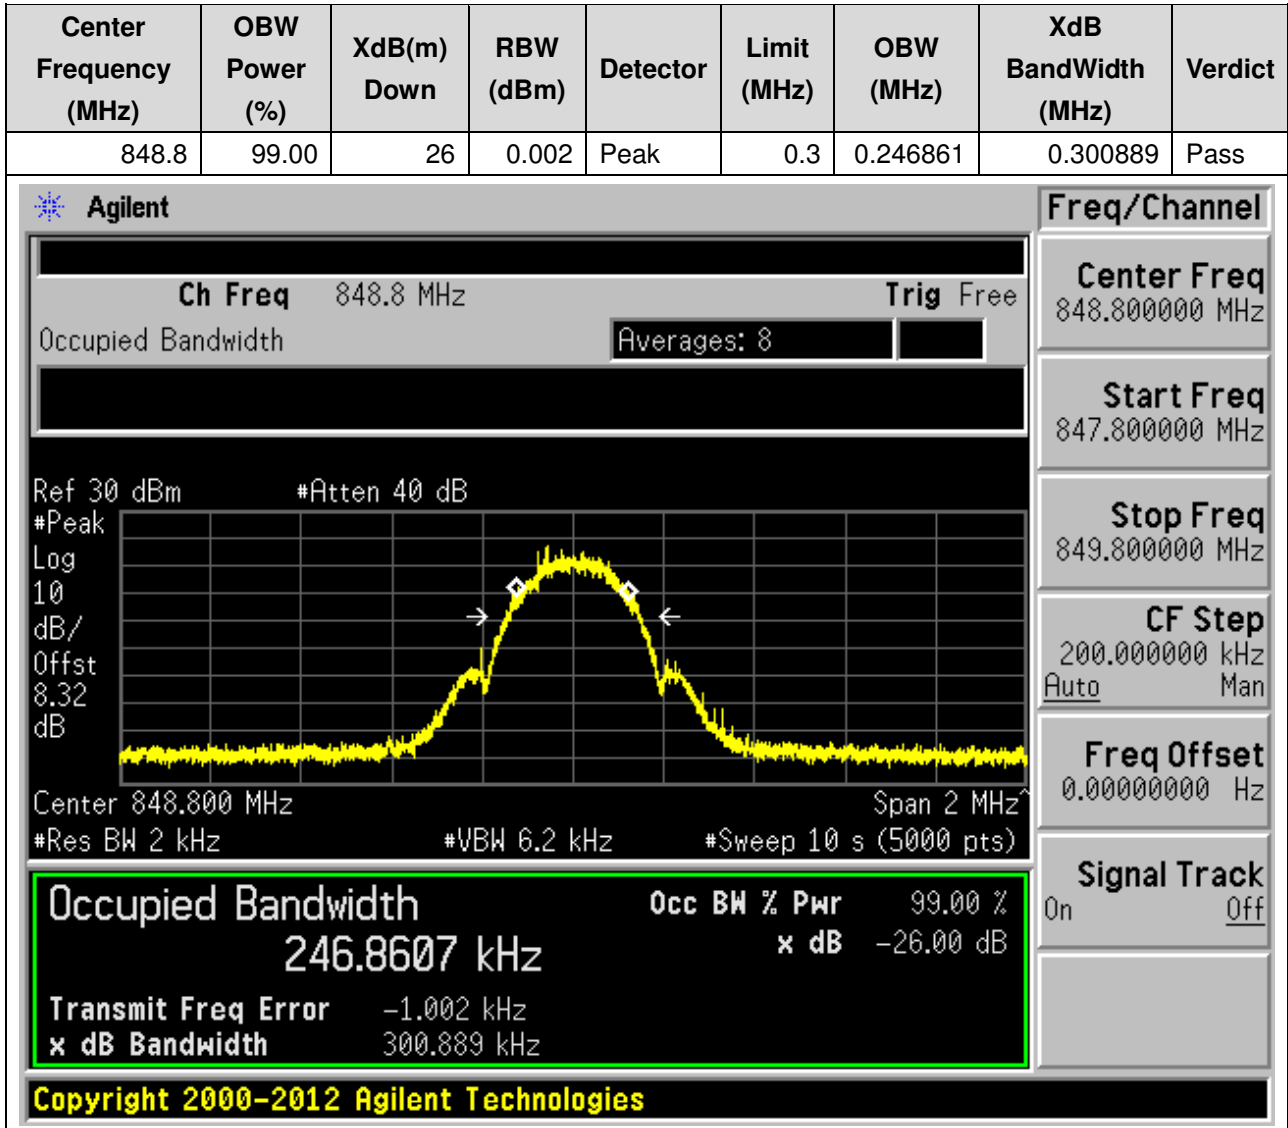 Center Frequency (MHz) OBW Power (%) XdB(m) Down RBW (dBm) Detector Limit (MHz) OBW (MHz) XdB BandWidth (MHz) Verdict
848.8 99.00 26 0.002 Peak 0.3 0.246861 0.300889 Pass
Agilent
Freq/Channel
Ch Freq 848.8 MHz Trig Free
Occupied Bandwidth Averages: 8
Ref 30 dBm #Atten 40 dB
#Peak
Log
10
dB/
Offst
8.32
dB
Center 848.800 MHz Span 2 MHz^
#Res BW 2 kHz #VBW 6.2 kHz #Sweep 10 s (5000 pts)
Occupied Bandwidth Occ BW % Pwr 99.00 %
246.8607 kHz x dB -26.00 dB
Transmit Freq Error -1.002 kHz
x dB Bandwidth 300.889 kHz
Center Freq
848.800000 MHz
Start Freq
847.800000 MHz
Stop Freq
849.800000 MHz
CF Step
200.000000 kHz
Auto Man
Freq Offset
0.00000000 Hz
Signal Track
On Off
Copyright 2000-2012 Agilent Technologies